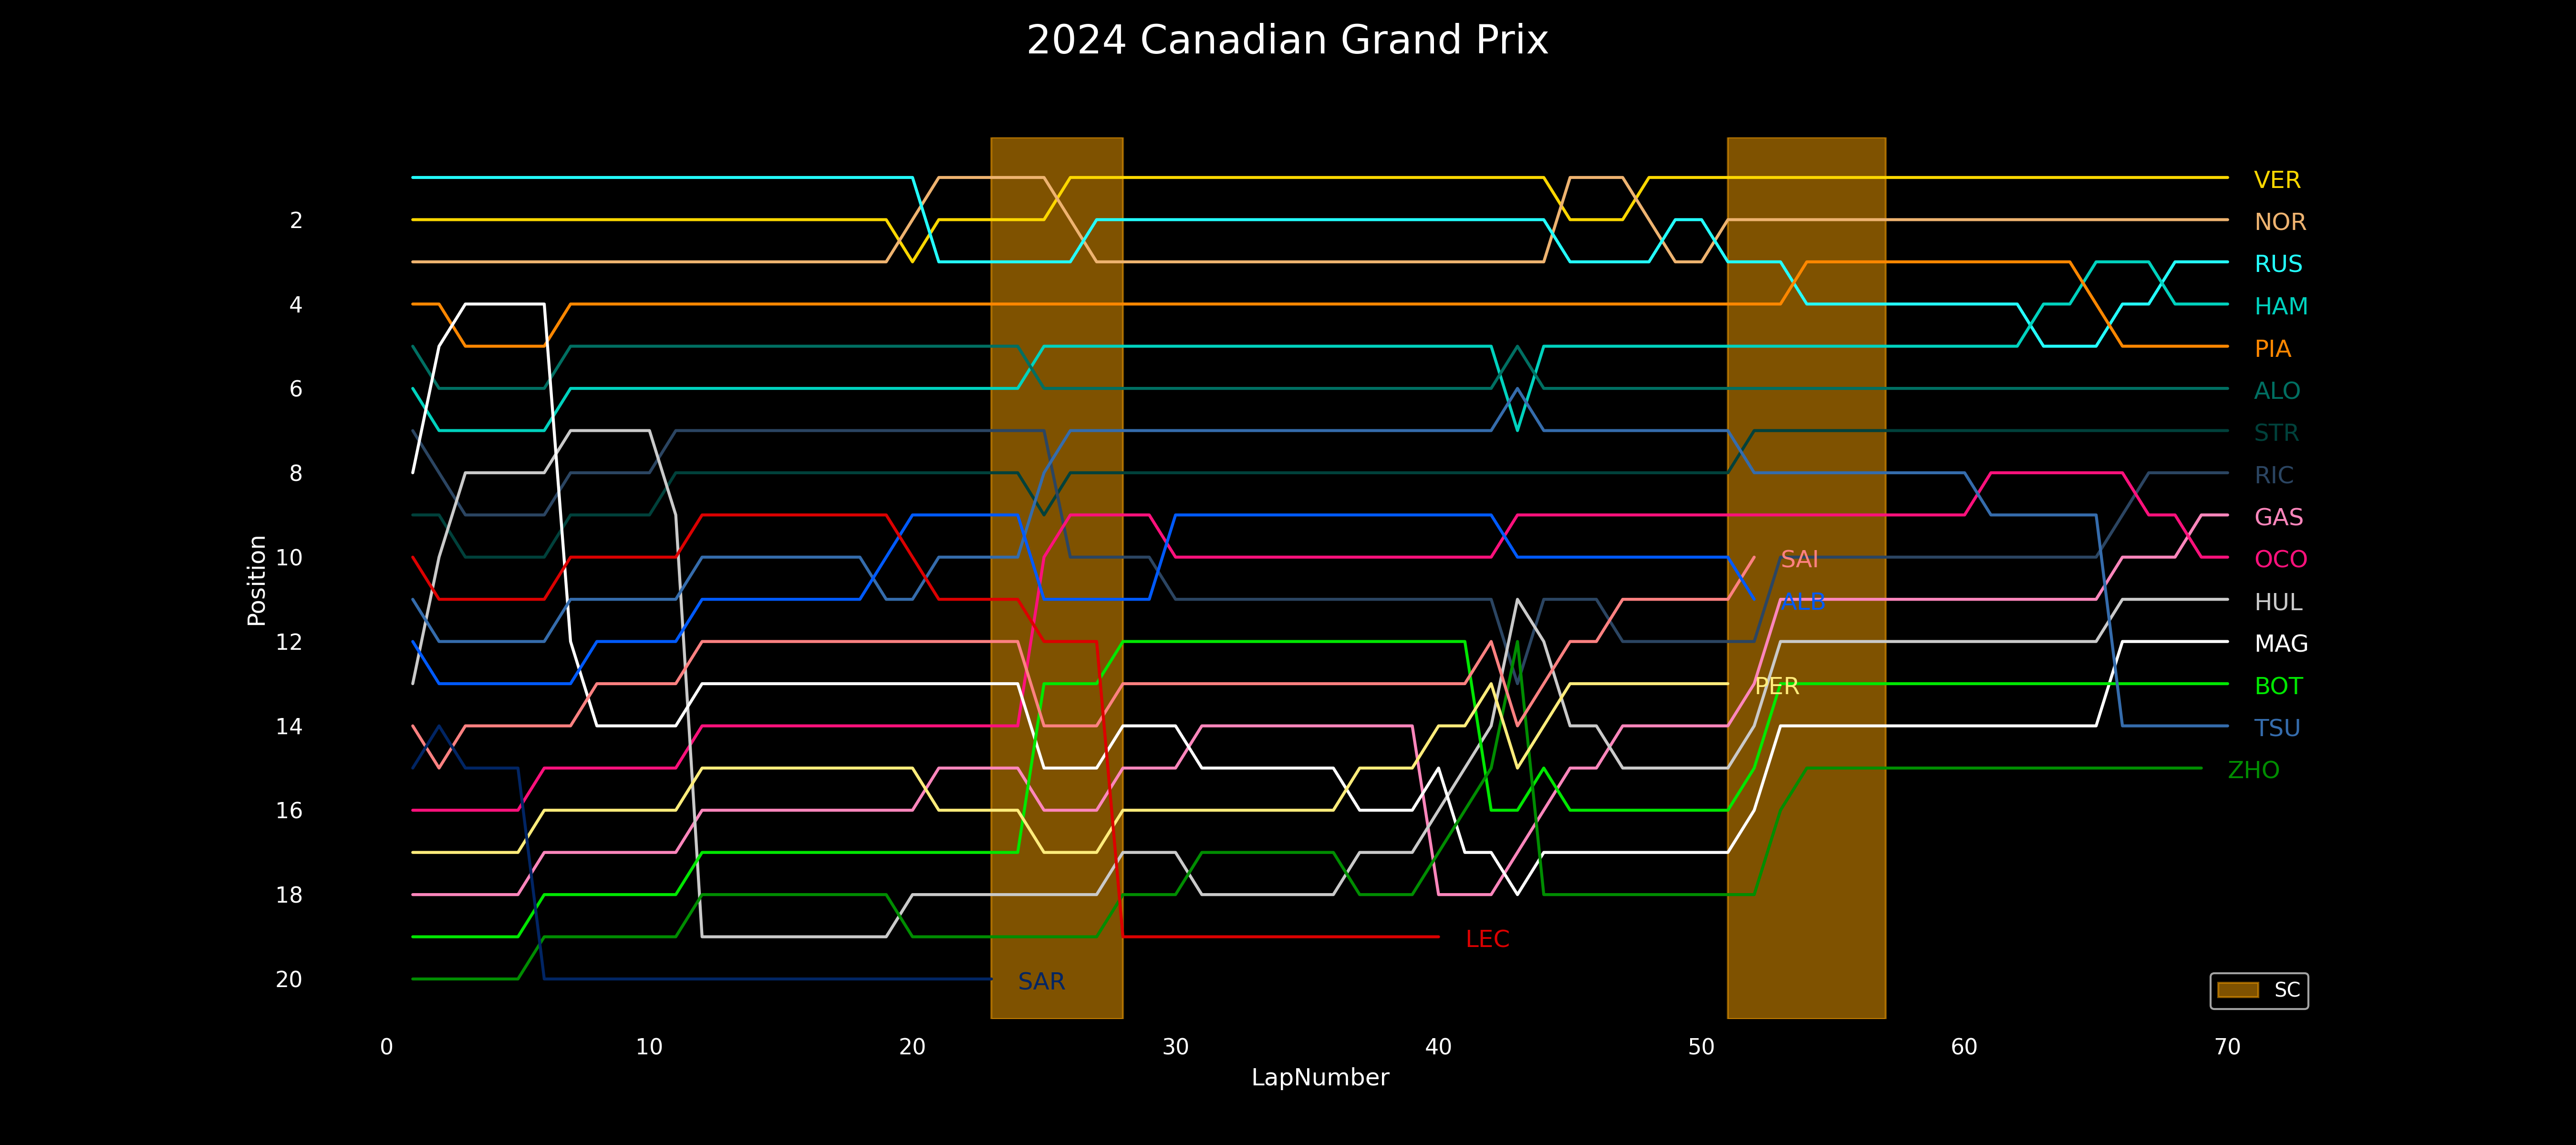 2024 Canadian Grand Prix
VER
2
NOR
RUS
4
HAM
PIA
6
ALO
STR
8
RIC
GAS
10
SAI
OCO
ALB
HUL
12
MAG
PER
BOT
14
TSU
ZHO
16
18
LEC
20
SAR
SC
Position
0 10 20 30 40 50 60 70
LapNumber